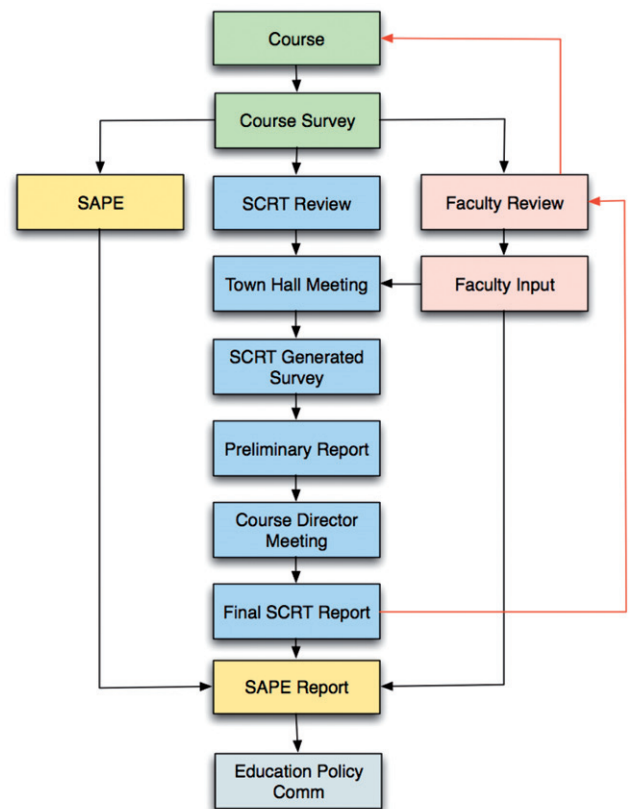 Course
Course Survey
SAPE
SCRT Review
Faculty Review
Town Hall Meeting
Faculty Input
SCRT Generated
Survey
Preliminary Report
Course Director
Meeting
Final SCRT Report
SAPE Report
Education Policy
Comm